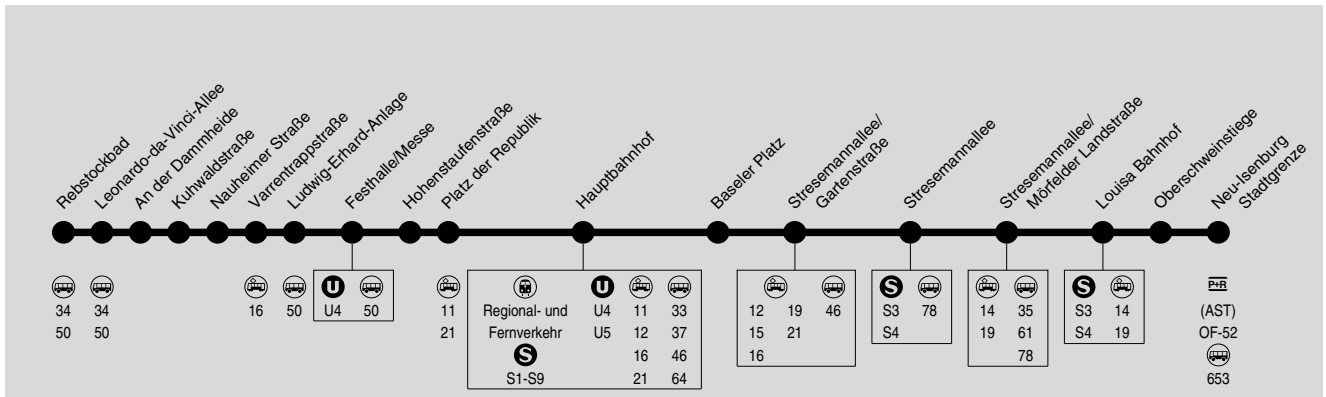 Rebstockbad
Leonardo-da-Vinci-Allee
An der Dammheide
Kuhwaldstraße
Nauheimer Straße
Varrentrappstraße
Ludwig-Erhard-Anlage
Festhalle/Messe
Hohenstaufenstraße
Platz der Republik
Hauptbahnhof
Baseler Platz
Stresemannallee/
Gartenstraße
Stresemannallee
Stresemannallee/
Mörfelder Landstraße
Louisa Bahnhof
Oberschweinstiege
Neu-Isenburg
Stadtgrenze
34
50
34
50
16
50
U
U4
50
11
21
Regional- und
Fernverkehr
S
S1-S9
U
U4
U5
11
12
16
21
33
37
46
64
12 19
15 21
16
46
S
S3
S4
78
14
19
35
61
78
S
S3
S4
14
19
P+R
(AST)
OF-52
653